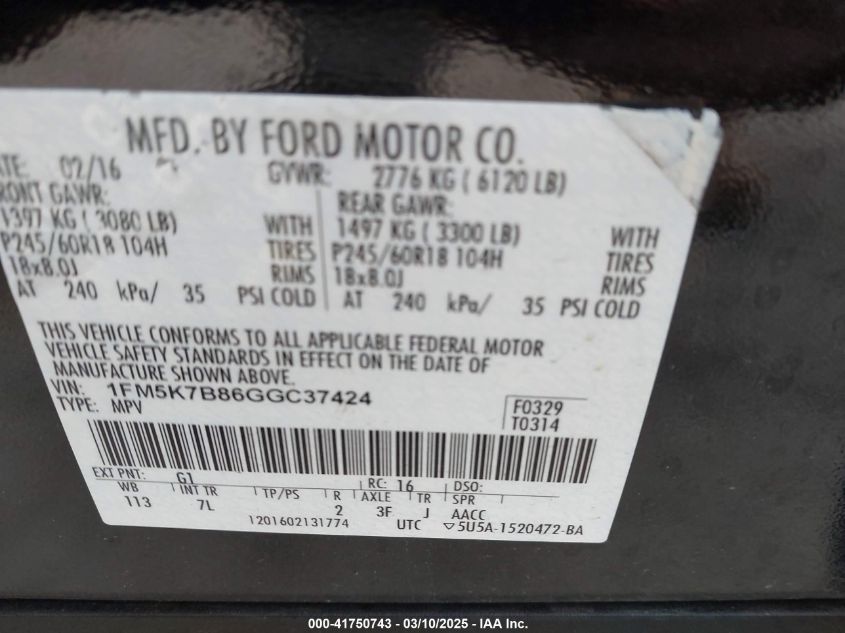 MFD. BY FORD MOTOR CO.
ATE: 02/16 GVWR: 2776 KG ( 6120 LB)
RONT GAWR: REAR GAWR:
1397 KG ( 3080 LB) WITH 1497 KG ( 3300 LB) WITH
P245/60R18 104H TIRES P245/60R18 104H TIRES
18x8.0J RIMS 18x8.0J RIMS
AT 240 kPa/ 35 PSI COLD AT 240 kPa/ 35 PSI COLD
THIS VEHICLE CONFORMS TO ALL APPLICABLE FEDERAL MOTOR
VEHICLE SAFETY STANDARDS IN EFFECT ON THE DATE OF
MANUFACTURE SHOWN ABOVE.
VIN: 1FM5K7B86GGC37424 F0329
TYPE: MPV T0314
EXT PNT: G1 RC: 16 DSO:
WB INT TR TP/PS R AXLE TR SPR
113 7L 2 3F J AACC
1201602131774 UTC ▽5U5A-1520472-BA
000-41750743 — 03/10/2025 — IAA Inc.